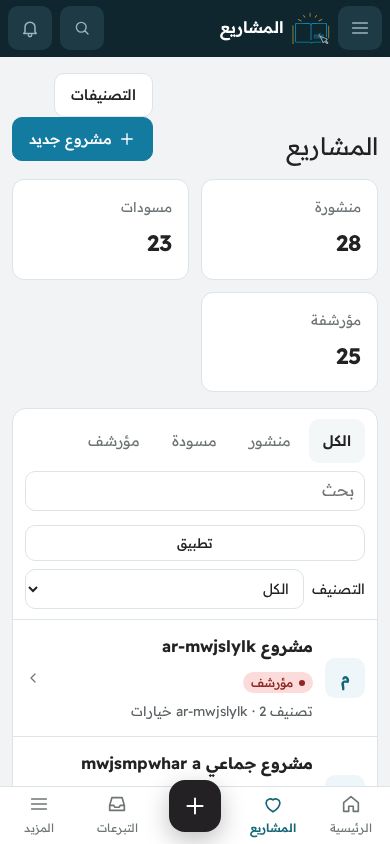 المشاريع
التصنيفات
مشروع جديد
المشاريع
منشورة
28
مسودات
23
مؤرشفة
25
الكل
منشور
مسودة
مؤرشف
بحث
تطبيق
التصنيف
الكل
مشروع ar-mwjslylk
م
مؤرشف
تصنيف ar-mwjslylk · 2 خيارات
مشروع جماعي mwjsmpwhar a
الرئيسية
المشاريع
التبرعات
المزيد